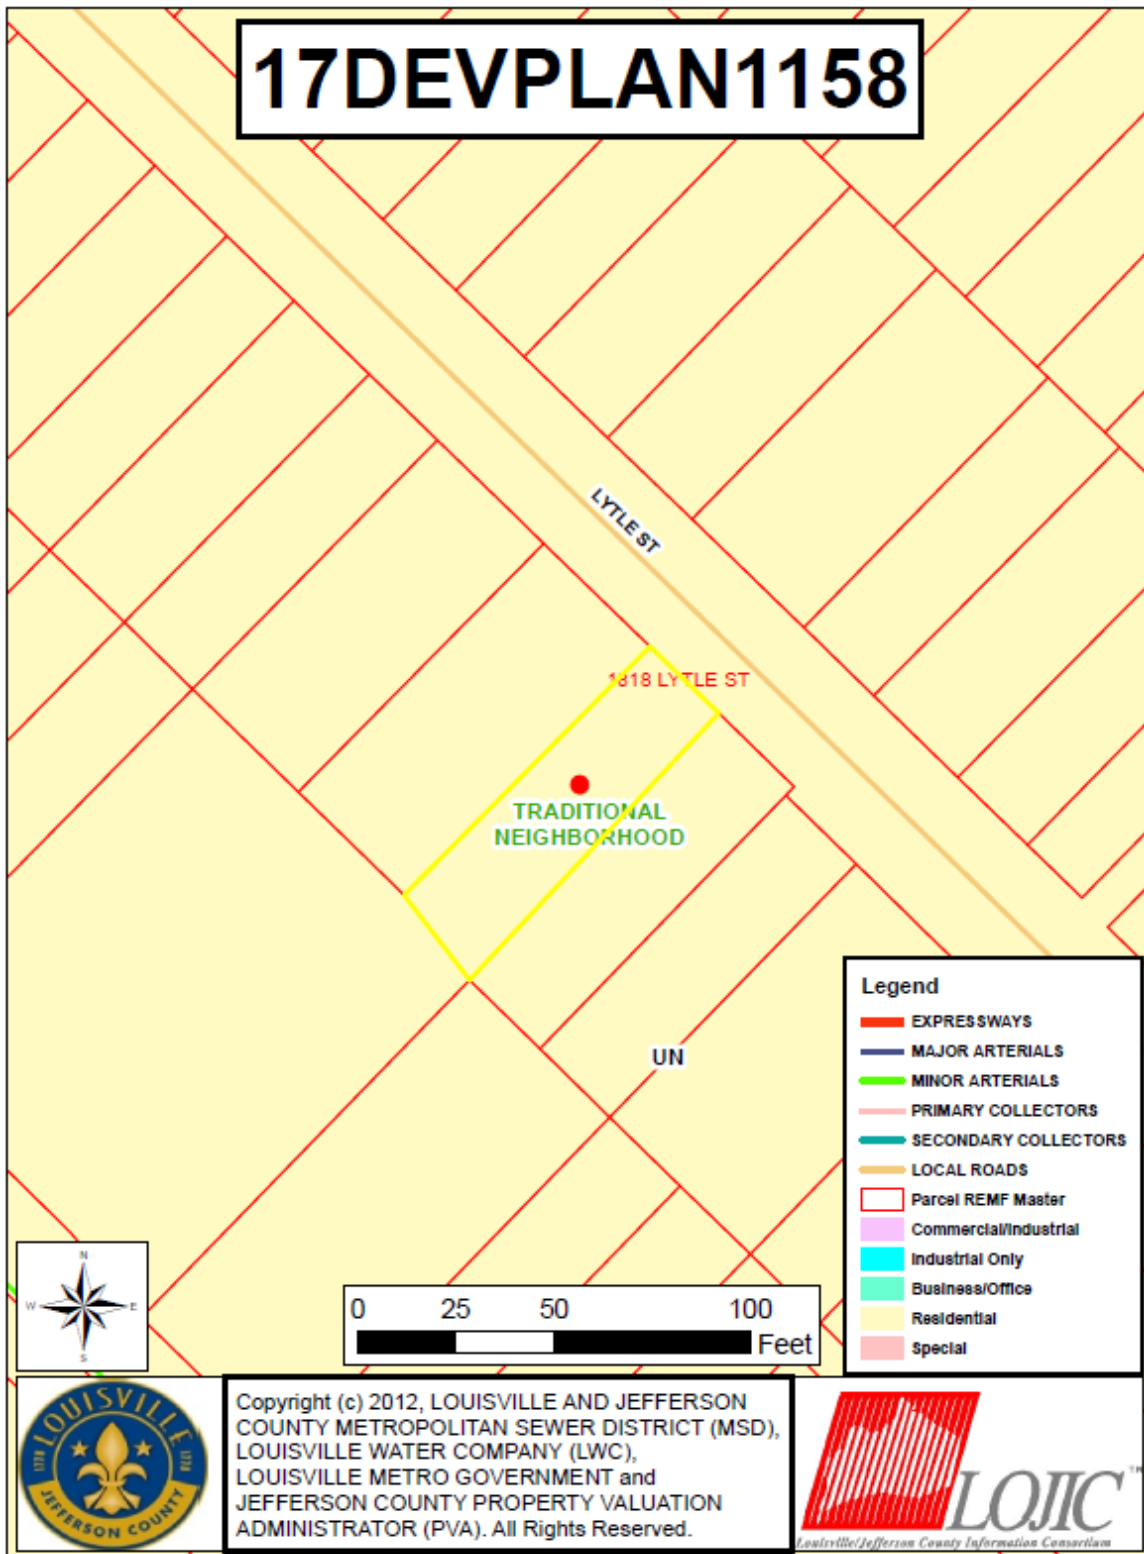 17DEVPLAN1158
LYTLE ST
1818 LYTLE ST
TRADITIONAL
NEIGHBORHOOD
UN
Legend
EXPRESSWAYS
MAJOR ARTERIALS
MINOR ARTERIALS
PRIMARY COLLECTORS
SECONDARY COLLECTORS
LOCAL ROADS
Parcel REMF Master
Commercial/Industrial
Industrial Only
Business/Office
Residential
Special
N
W E
S
0 25 50 100
Feet
LOUISVILLE
1778
JEFFERSON COUNTY
Copyright (c) 2012, LOUISVILLE AND JEFFERSON
COUNTY METROPOLITAN SEWER DISTRICT (MSD),
LOUISVILLE WATER COMPANY (LWC),
LOUISVILLE METRO GOVERNMENT and
JEFFERSON COUNTY PROPERTY VALUATION
ADMINISTRATOR (PVA). All Rights Reserved.
LOJIC TM
Louisville/Jefferson County Information Consortium